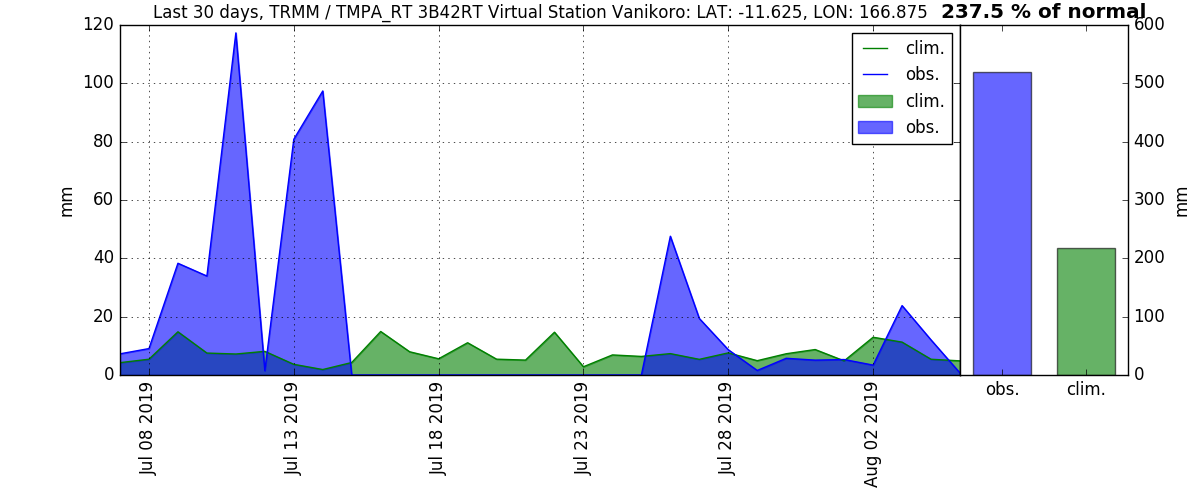 Last 30 days, TRMM / TMPA_RT 3B42RT Virtual Station Vanikoro: LAT: -11.625, LON: 166.875 237.5 % of normal
120
100
80
60
40
20
0
mm
clim.
obs.
clim.
obs.
Jul 08 2019
Jul 13 2019
Jul 18 2019
Jul 23 2019
Jul 28 2019
Aug 02 2019
600
500
400
300
200
100
0
mm
obs.
clim.